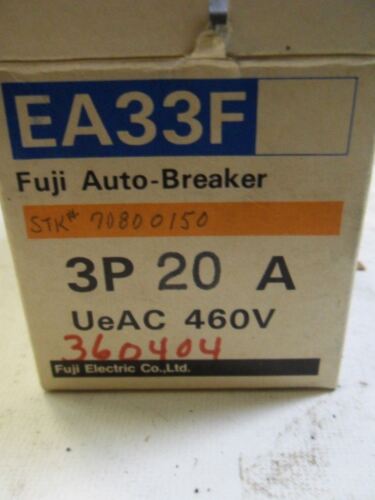 EA33F
Fuji Auto-Breaker
STK# 70800150
3P 20 A
UeAC 460V
360404
Fuji Electric Co.,Ltd.